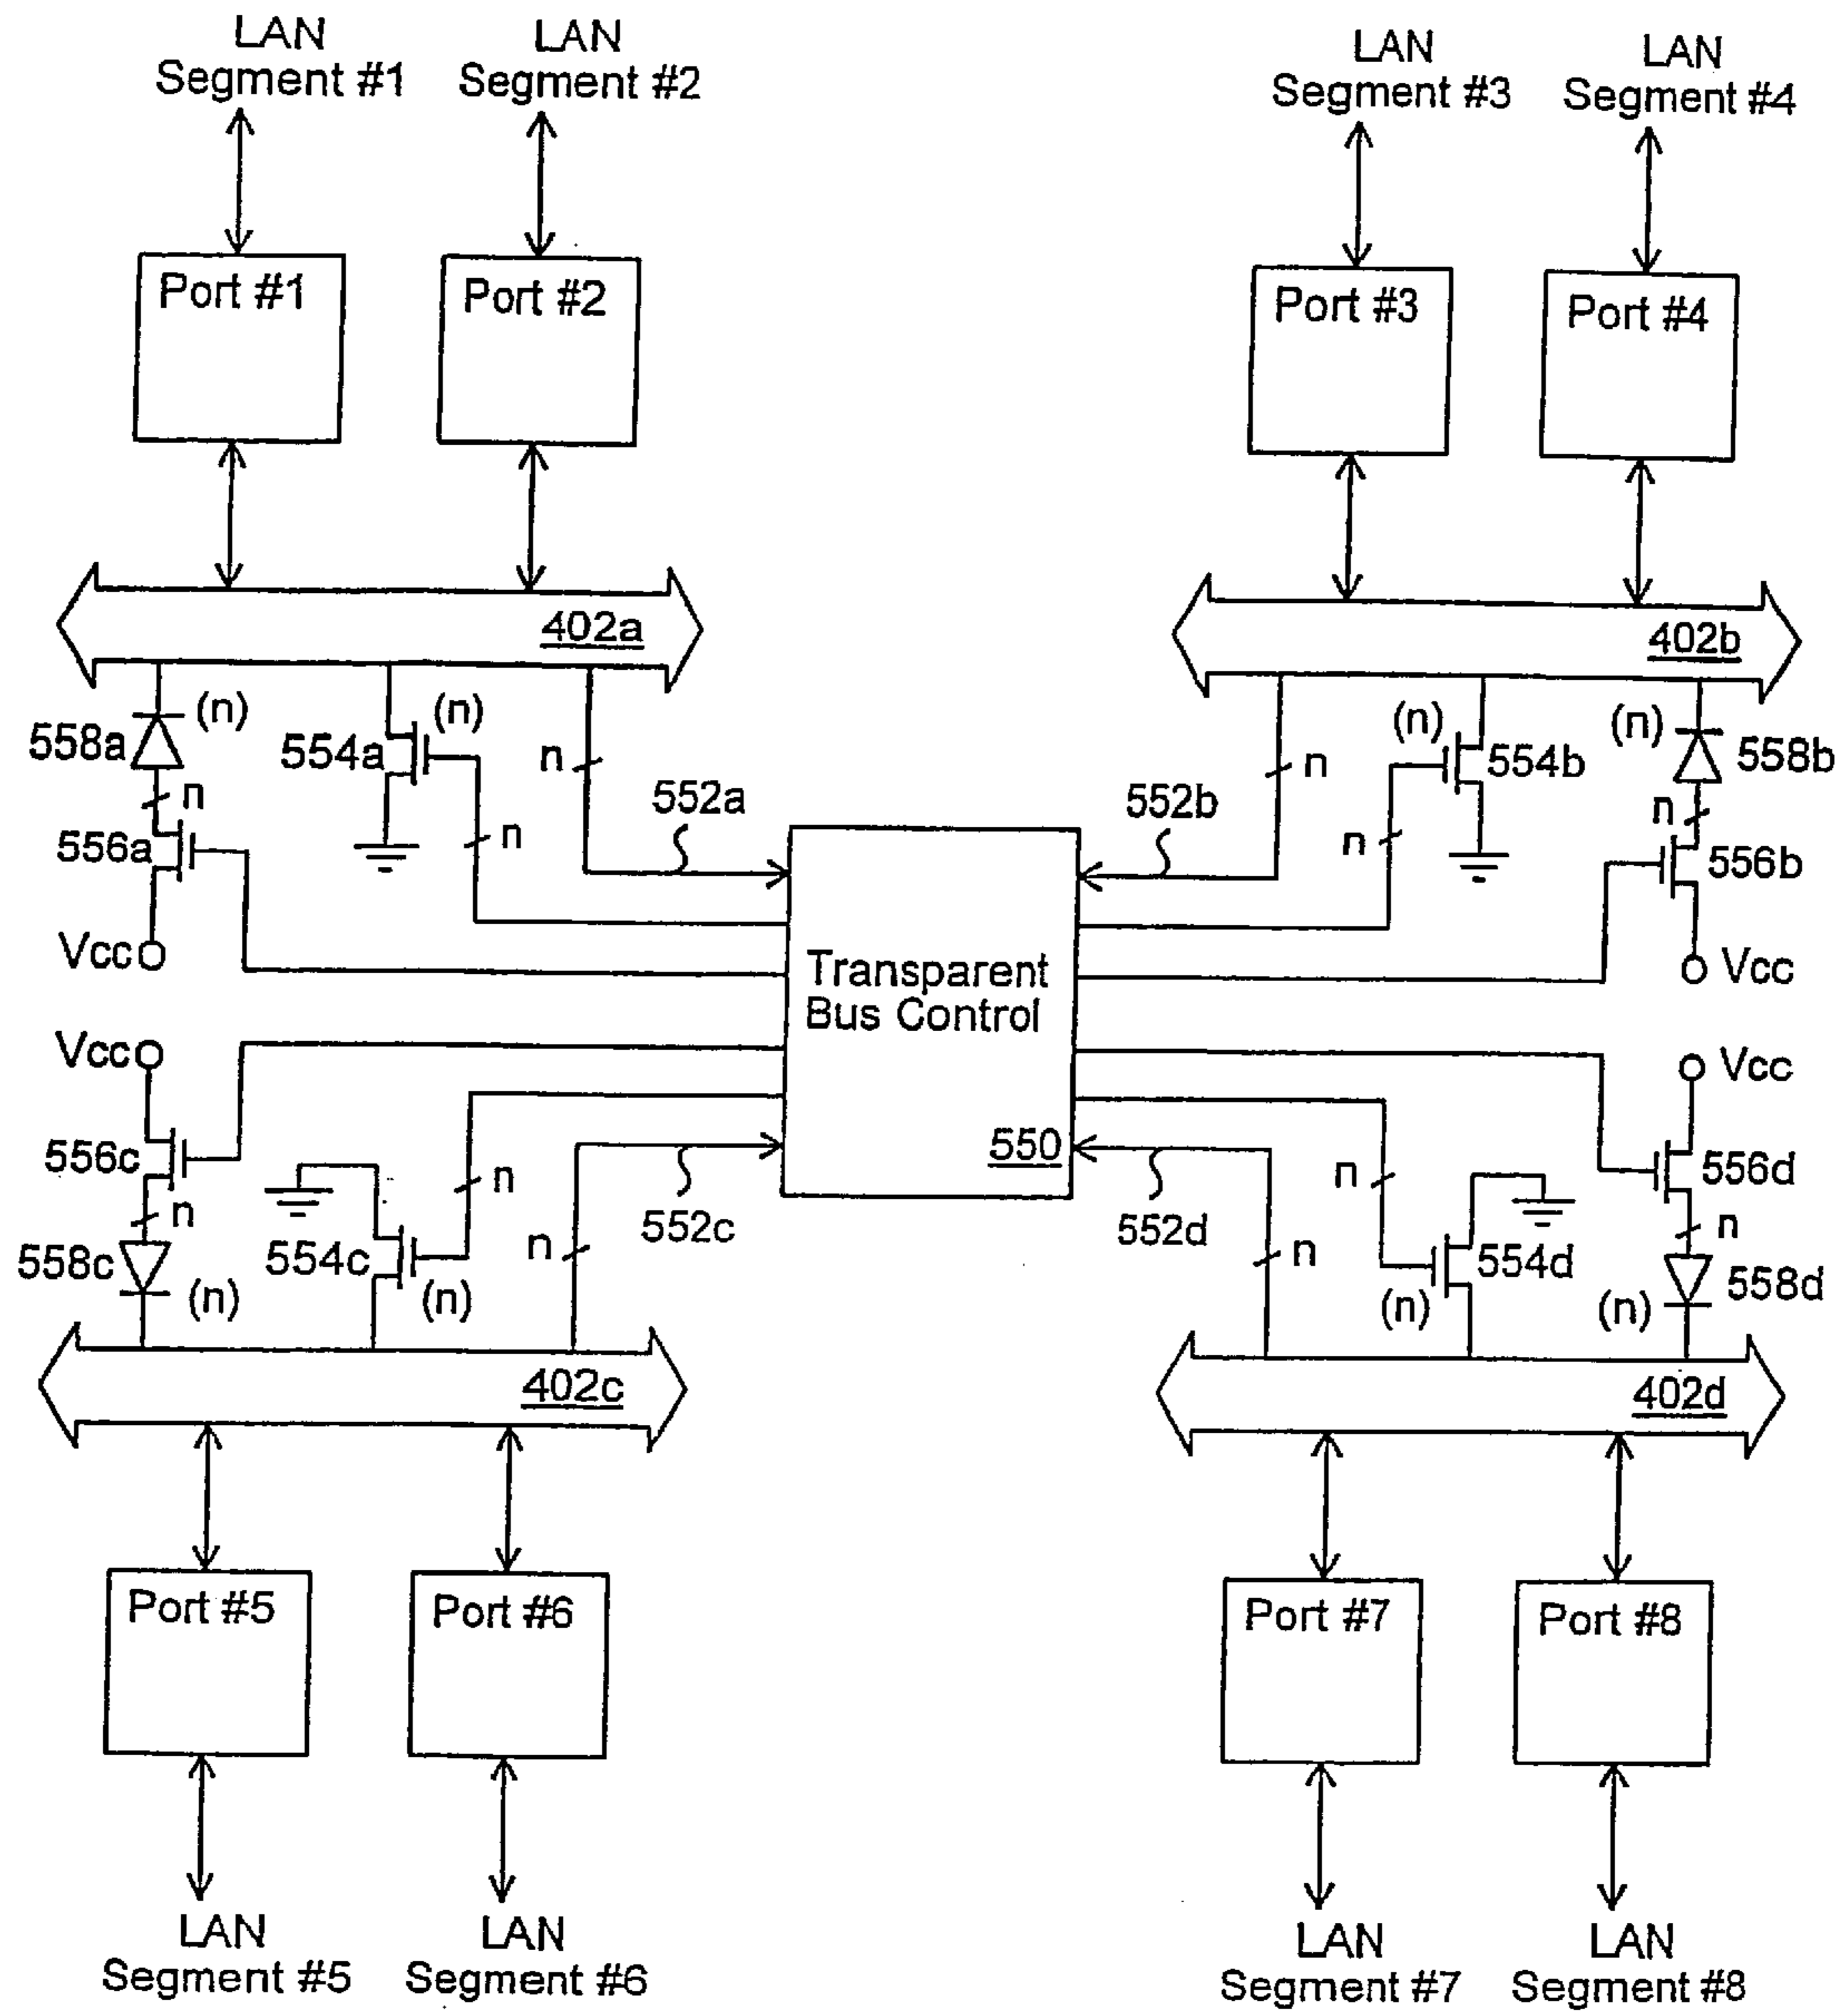 LAN
Segment #1
LAN
Segment #2
LAN
Segment #3
LAN
Segment #4
Port #1
Port #2
Port #3
Port #4
402a
402b
558a
(n)
n
556a
Vcc
554a
(n)
n
n
552a
552b
n
(n)
554b
n
(n)
558b
n
556b
Vcc
Transparent
Bus Control
550
Vcc
556c
n
558c
(n)
554c
(n)
n
n
552c
552d
n
n
554d
(n)
Vcc
556d
n
558d
(n)
402c
402d
Port #5
Port #6
Port #7
Port #8
LAN
Segment #5
LAN
Segment #6
LAN
Segment #7
LAN
Segment #8